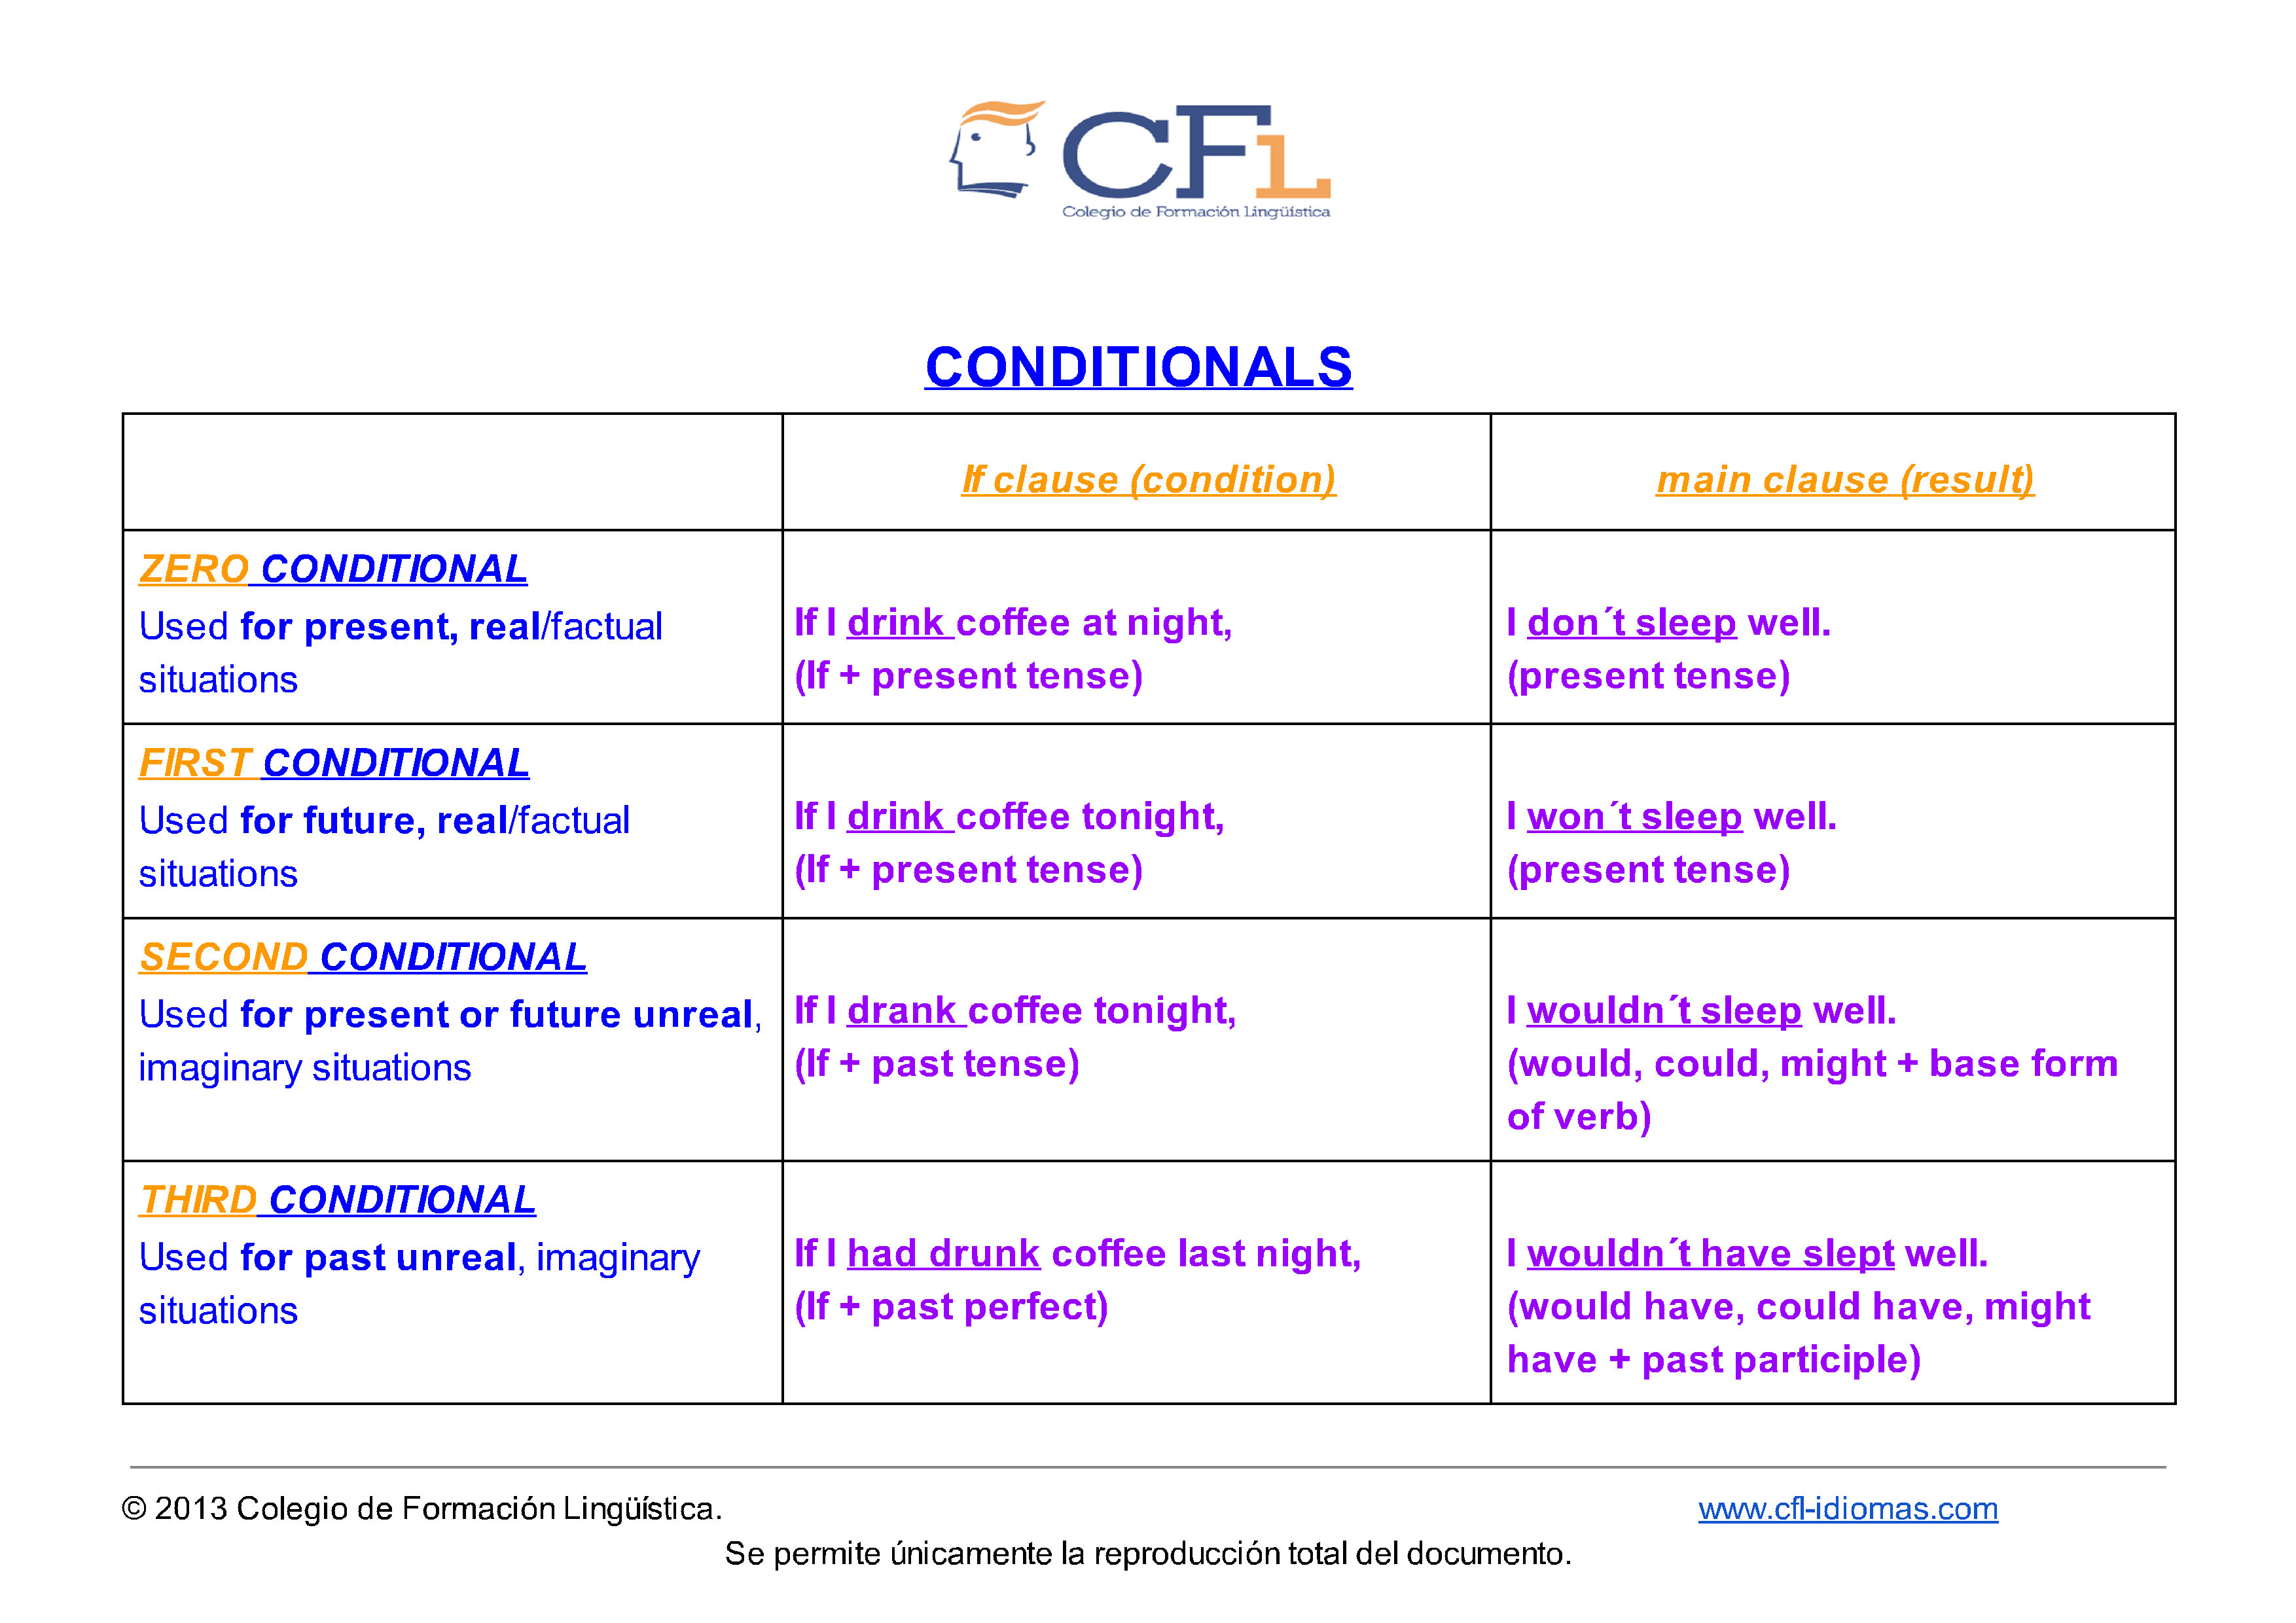 CFL
Colegio de Formación Lingüística
CONDITIONALS
If clause (condition)
main clause (result)
ZERO CONDITIONAL
Used for present, real/factual
situations
If I drink coffee at night,
(If + present tense)
I don´t sleep well.
(present tense)
FIRST CONDITIONAL
Used for future, real/factual
situations
If I drink coffee tonight,
(If + present tense)
I won´t sleep well.
(present tense)
SECOND CONDITIONAL
Used for present or future unreal,
imaginary situations
If I drank coffee tonight,
(If + past tense)
I wouldn´t sleep well.
(would, could, might + base form
of verb)
THIRD CONDITIONAL
Used for past unreal, imaginary
situations
If I had drunk coffee last night,
(If + past perfect)
I wouldn´t have slept well.
(would have, could have, might
have + past participle)
© 2013 Colegio de Formación Lingüística.
www.cfl-idiomas.com
Se permite únicamente la reproducción total del documento.